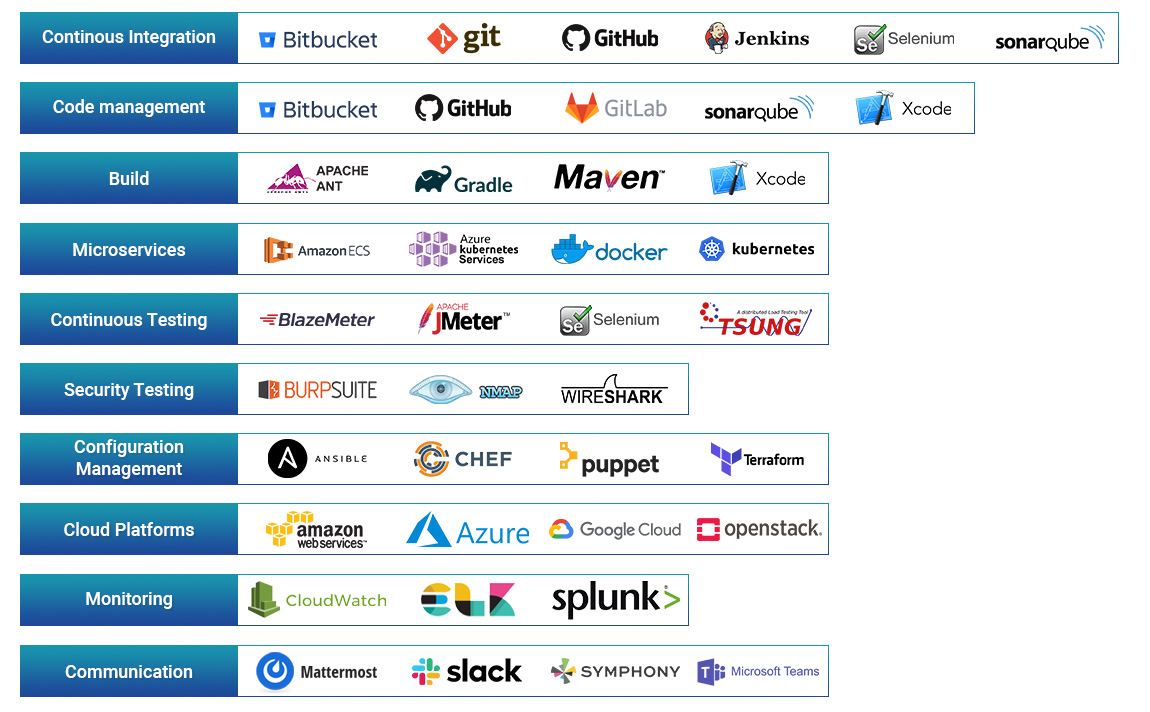 Continous Integration
Bitbucket
git
GitHub
Jenkins
Se Selenium
sonarqube
Code management
Bitbucket
GitHub
GitLab
sonarqube
Xcode
Build
APACHE
ANT
Gradle
Maven™
Xcode
Microservices
Amazon ECS
Azure
kubernetes
Services
docker
kubernetes
Continuous Testing
BlazeMeter
APACHE
JMeter™
Se Selenium
A distributed Load Testing Tool
TSUNG
Security Testing
BURPSUITE
NMAP
WIRESHARK
Configuration
Management
A ANSIBLE
CHEF
puppet
Terraform
Cloud Platforms
amazon
web services™
Azure
Google Cloud
openstack.
Monitoring
CloudWatch
ELK
splunk>
Communication
Mattermost
slack
SYMPHONY
T Microsoft Teams